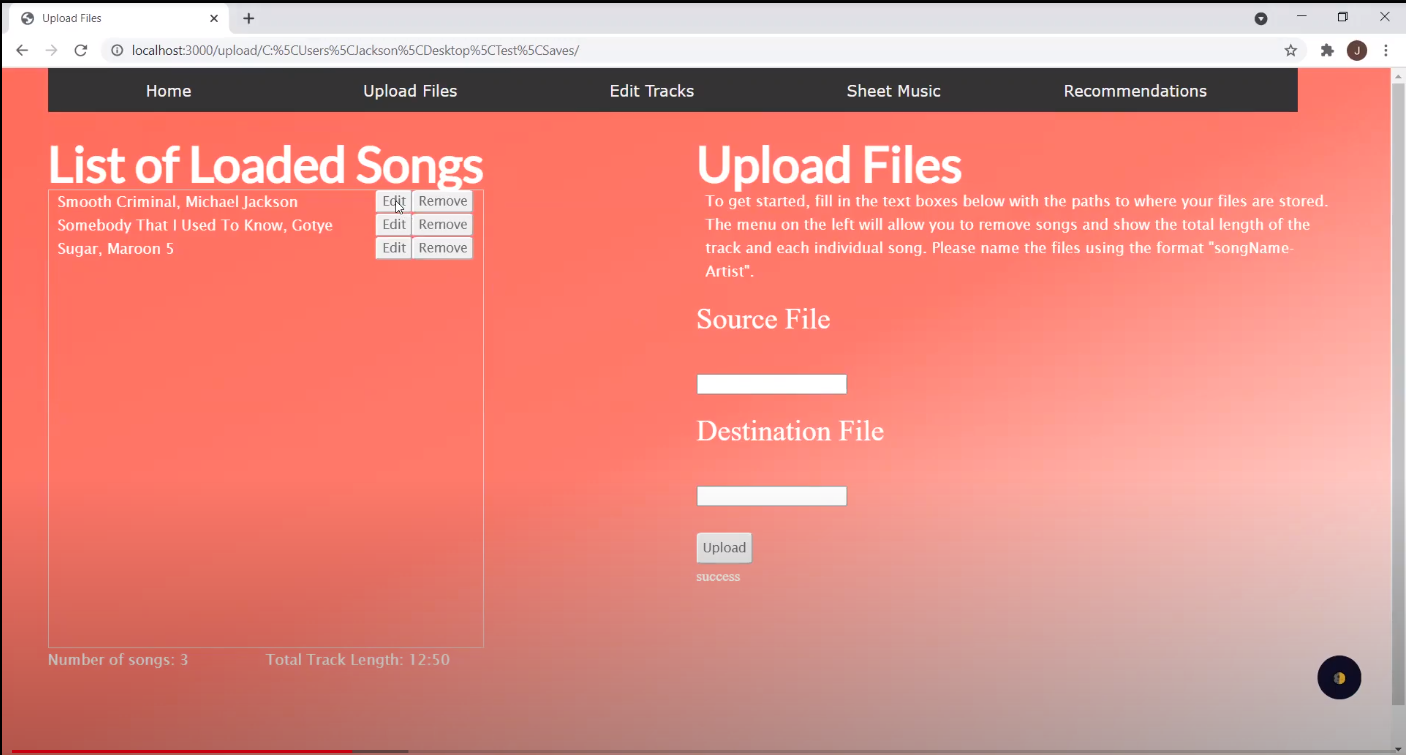 Upload Files
localhost:3000/upload/C:%5CUsers%5CJackson%5CDesktop%5CTest%5CSaves/
J
Home Upload Files Edit Tracks Sheet Music Recommendations
List of Loaded Songs
Smooth Criminal, Michael Jackson Edit Remove
Somebody That I Used To Know, Gotye Edit Remove
Sugar, Maroon 5 Edit Remove
Number of songs: 3 Total Track Length: 12:50
Upload Files
To get started, fill in the text boxes below with the paths to where your files are stored.
The menu on the left will allow you to remove songs and show the total length of the
track and each individual song. Please name the files using the format "songName-
Artist".
Source File
Destination File
Upload
success